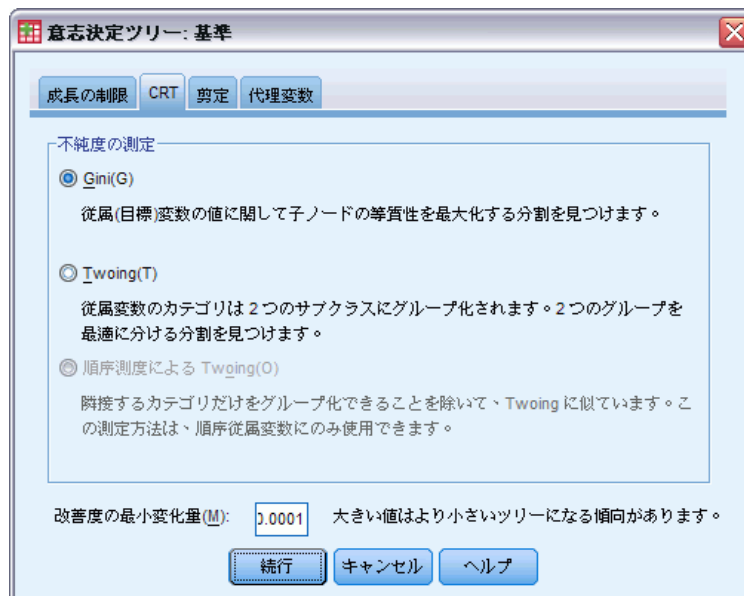 意志決定ツリー: 基準
成長の制限 CRT 剪定 代理変数
不純度の測定
Gini(G)
従属(目標)変数の値に関して子ノードの等質性を最大化する分割を見つけます。
Twoing(T)
従属変数のカテゴリは2つのサブクラスにグループ化されます。2つのグループを
最適に分ける分割を見つけます。
順序測度による Twoing(O)
隣接するカテゴリだけをグループ化できることを除いて、Twoing に似ています。こ
の測定方法は、順序従属変数にのみ使用できます。
改善度の最小変化量(M): 0.0001 大きい値はより小さいツリーになる傾向があります。
続行 キャンセル ヘルプ